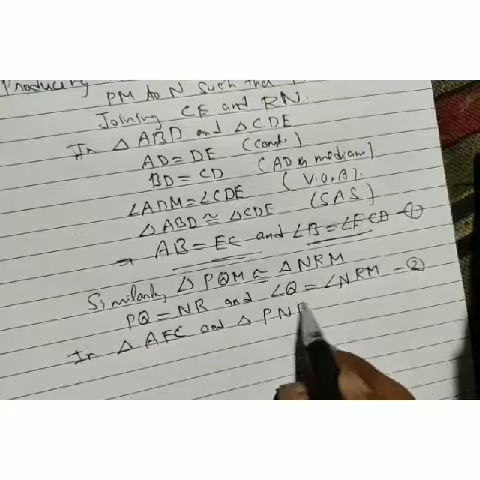 Producing
PM to N such that
Joining CE and RN.
In △ ABD and △ CDE
AD = DE (const.)
BD = CD (AD is median)
∠ADM = ∠CDE (V.O.A).
△ ABD ≅ △CDE (SAS)
→ AB = EC and ∠B = ∠ECD - ①
Similarly, △ PQM ≅ △NRM
PQ = NR and ∠Q = ∠NRM - ②
In △ AEC and △ PNR